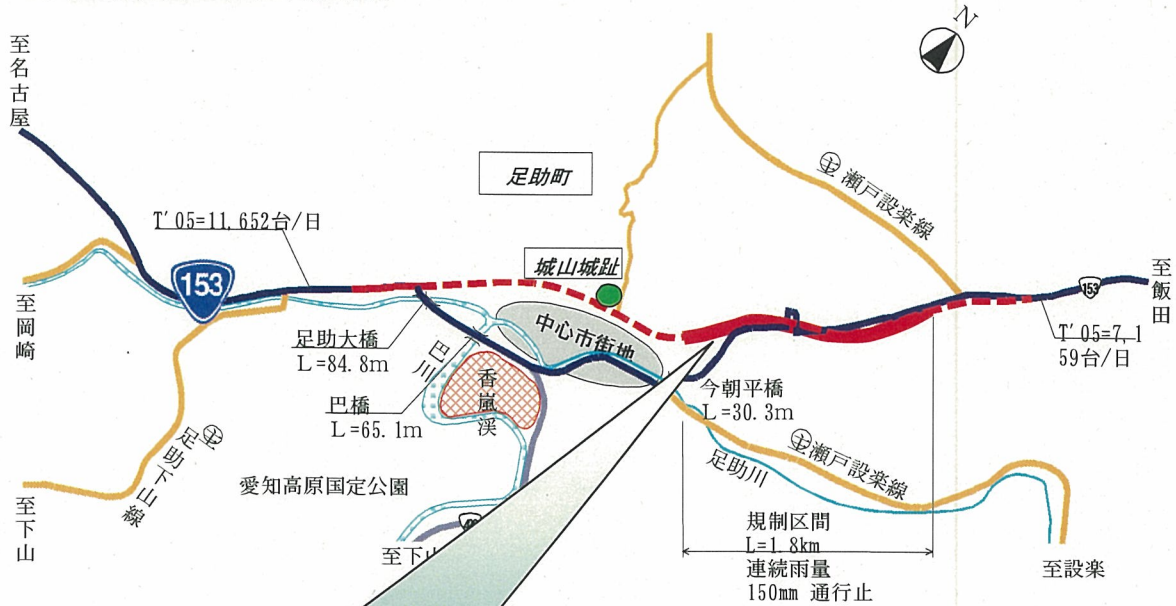 N
至名古屋
足助町
㊤瀬戸設楽線
T'05=11,652台/日
城山城趾
153
至飯田
153
至岡崎
中心市街地
T'05=7,1
59台/日
足助大橋
L=84.8m
巴川
香嵐渓
今朝平橋
L=30.3m
巴橋
L=65.1m
主瀬戸設楽線
足助川
主足助下山線
愛知高原国定公園
至下山
規制区間
L=1.8km
連続雨量
150mm 通行止
至下
至設楽